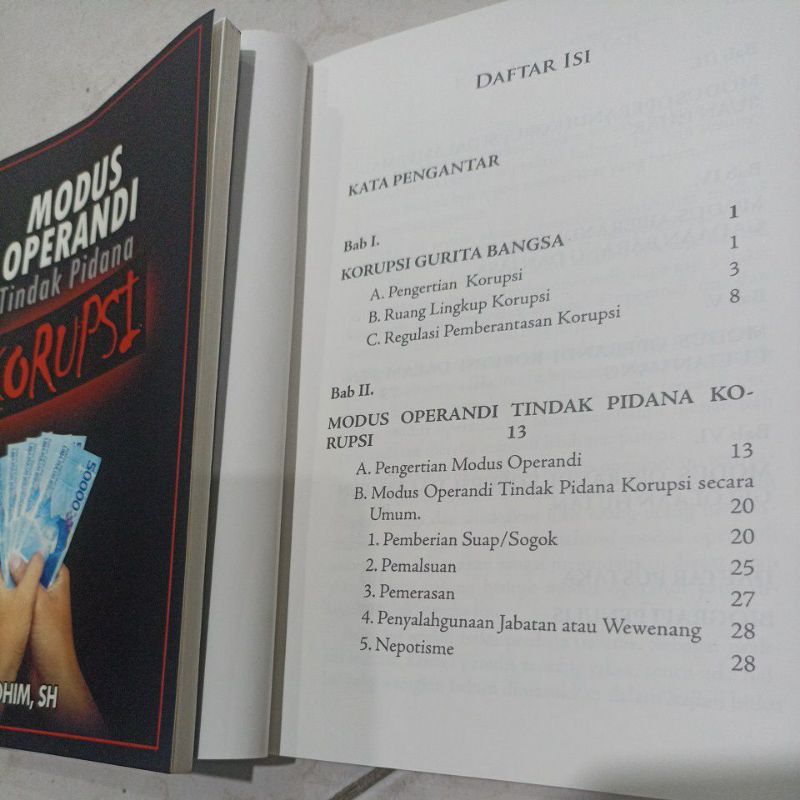 MODUS
OPERANDI
Tindak Pidana
KORUPSI
50000
SH
DAFTAR ISI
KATA PENGANTAR
Bab I.
KORUPSI GURITA BANGSA 1
A. Pengertian Korupsi 1
B. Ruang Lingkup Korupsi 3
C. Regulasi Pemberantasan Korupsi 8
Bab II.
MODUS OPERANDI TINDAK PIDANA KO-
RUPSI 13
A. Pengertian Modus Operandi 13
B. Modus Operandi Tindak Pidana Korupsi secara
Umum. 20
1. Pemberian Suap/Sogok 20
2. Pemalsuan 25
3. Pemerasan 27
4. Penyalahgunaan Jabatan atau Wewenang 28
5. Nepotisme 28